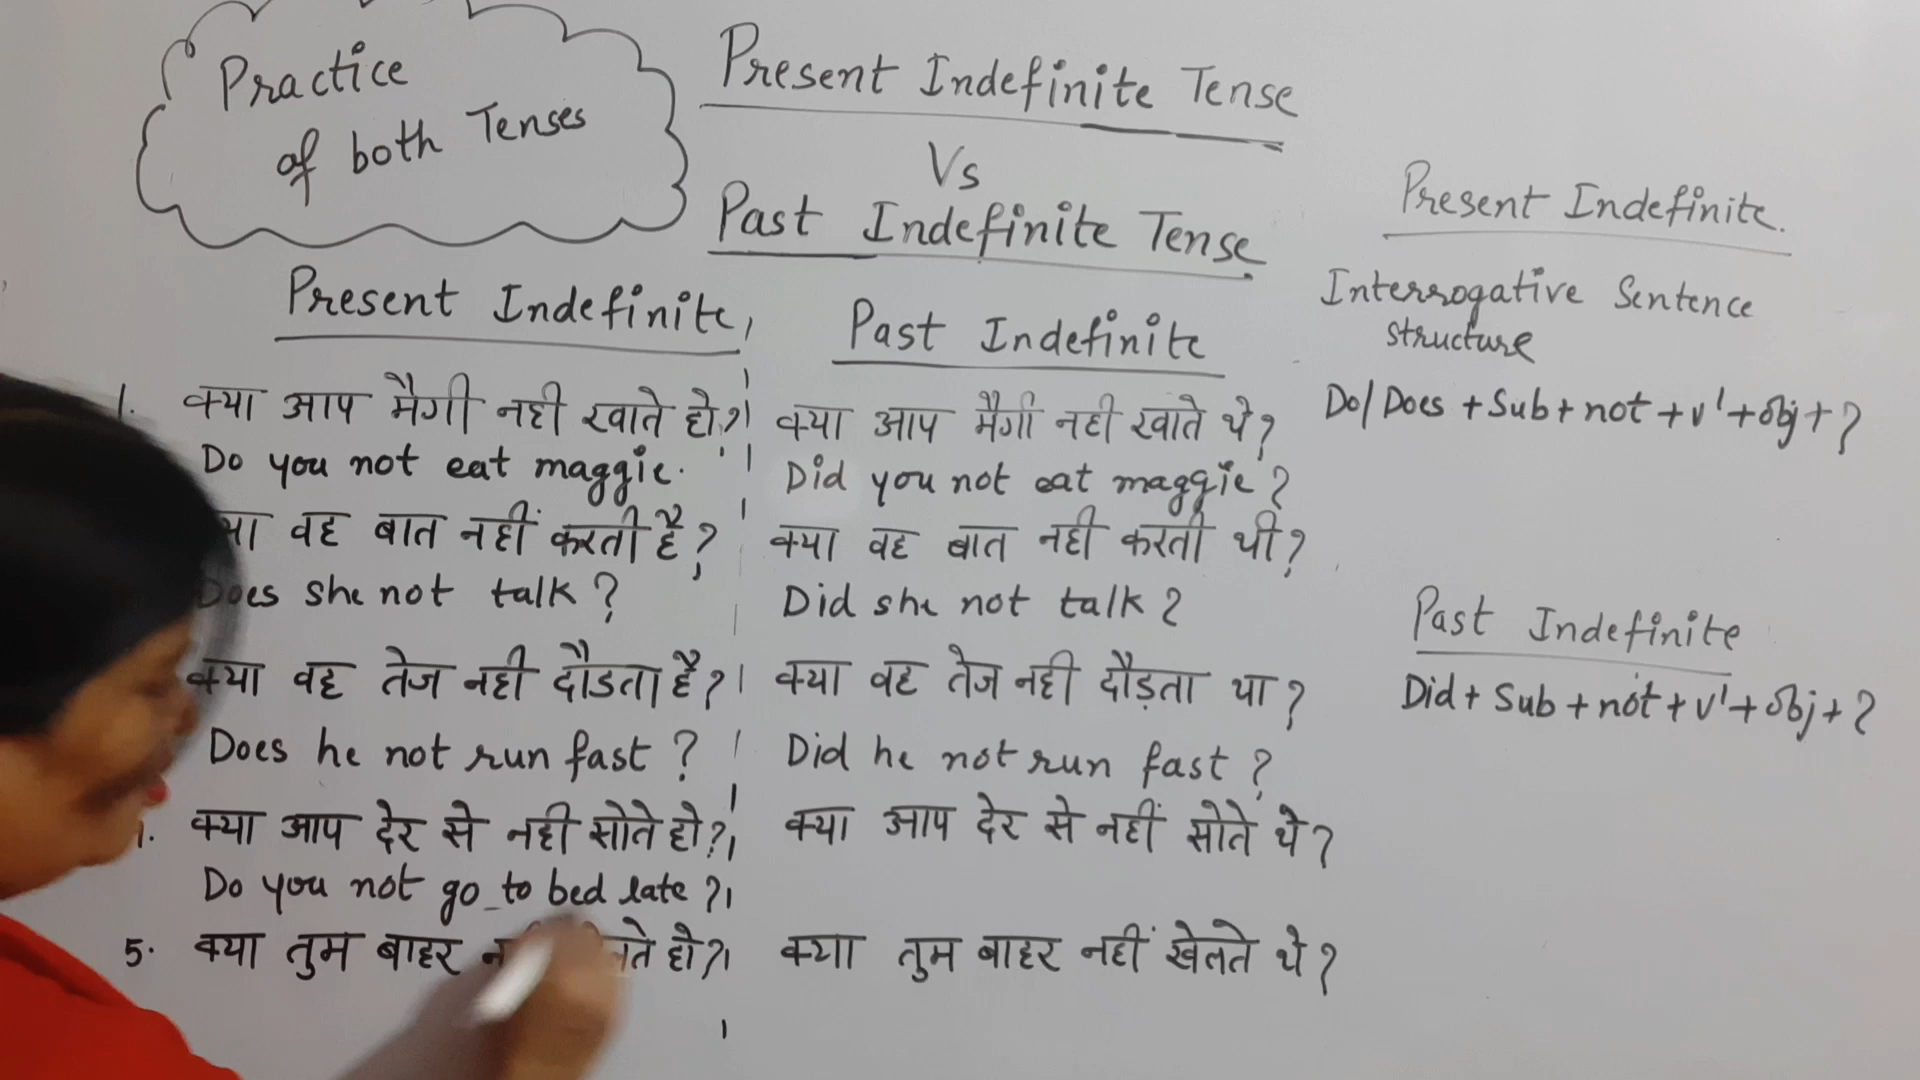 Practice
of both Tenses
Present Indefinite Tense
Vs
Past Indefinite Tense
Present Indefinite
1. क्या आप मैगी नही खाते हो?
Do you not eat maggie.
वह बात नहीं करती है?
Does she not talk?
क्या वह तेज नही दौडता है?
Does he not run fast?
क्या आप देर से नही सोते हो?
Do you not go to bed late?
5. क्या तुम बाहर हो?
Past Indefinite
क्या आप मैगी नही खाते थे?
Did you not eat maggie?
क्या वह बात नही करती थी?
Did she not talk?
क्या वह तेज नही दौड़ता था?
Did he not run fast?
क्या आप देर से नहीं सोते थे?
क्या तुम बाहर नहीं खेलते थे?
Present Indefinite.
Interrogative Sentence
structure
Do/Does + Sub + not + v' + obj + ?
Past Indefinite
Did + Sub + not + v' + obj + ?